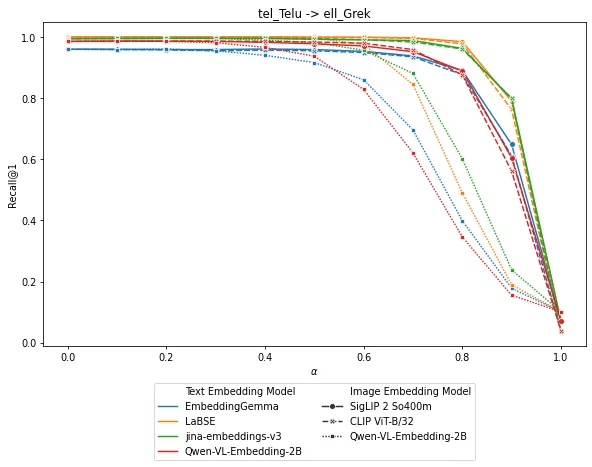 tel_Telu -> ell_Grek
1.0
0.8
0.6
0.4
0.2
0.0
Recall@1
0.0 0.2 0.4 0.6 0.8 1.0
α
Text Embedding Model
EmbeddingGemma
LaBSE
jina-embeddings-v3
Qwen-VL-Embedding-2B
Image Embedding Model
SigLIP 2 So400m
CLIP ViT-B/32
Qwen-VL-Embedding-2B